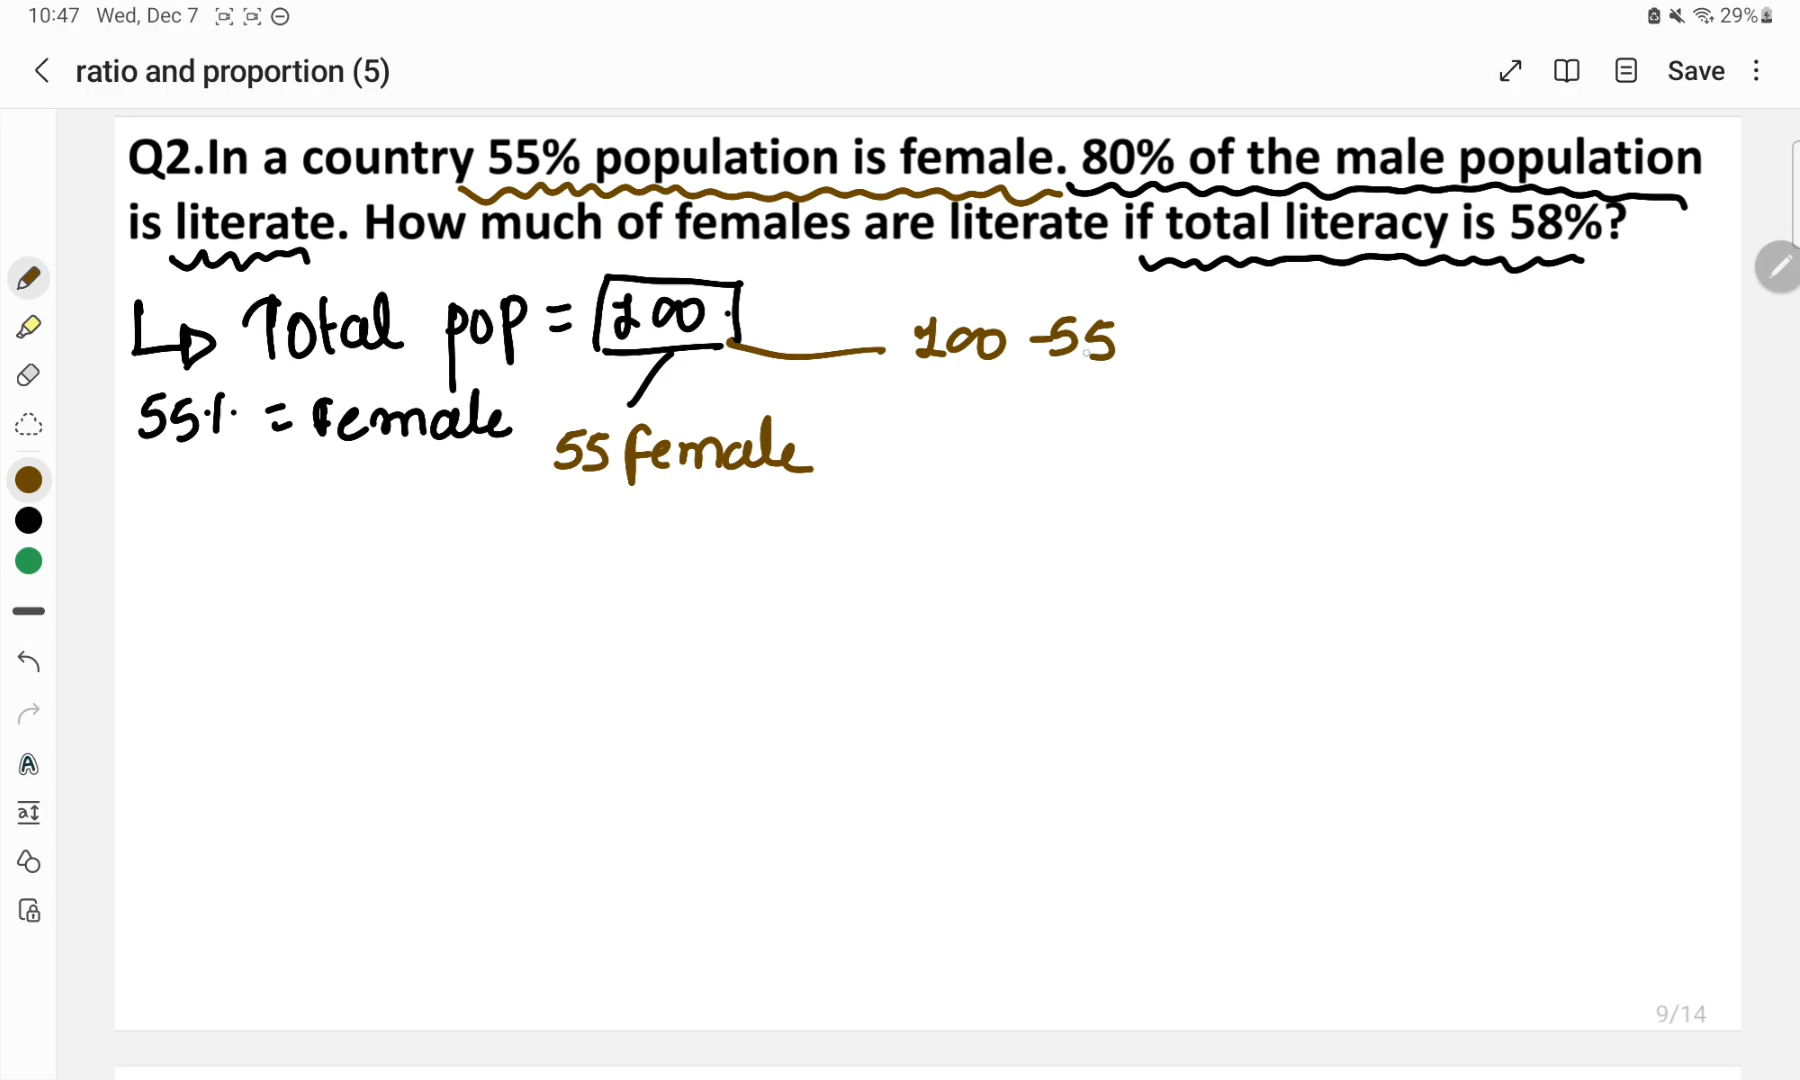 10:47 Wed, Dec 7 29%
ratio and proportion (5) Save
Q2.In a country 55% population is female. 80% of the male population
is literate. How much of females are literate if total literacy is 58%?
Total pop = 100 100 - 55
55% = female 55 female
9/14